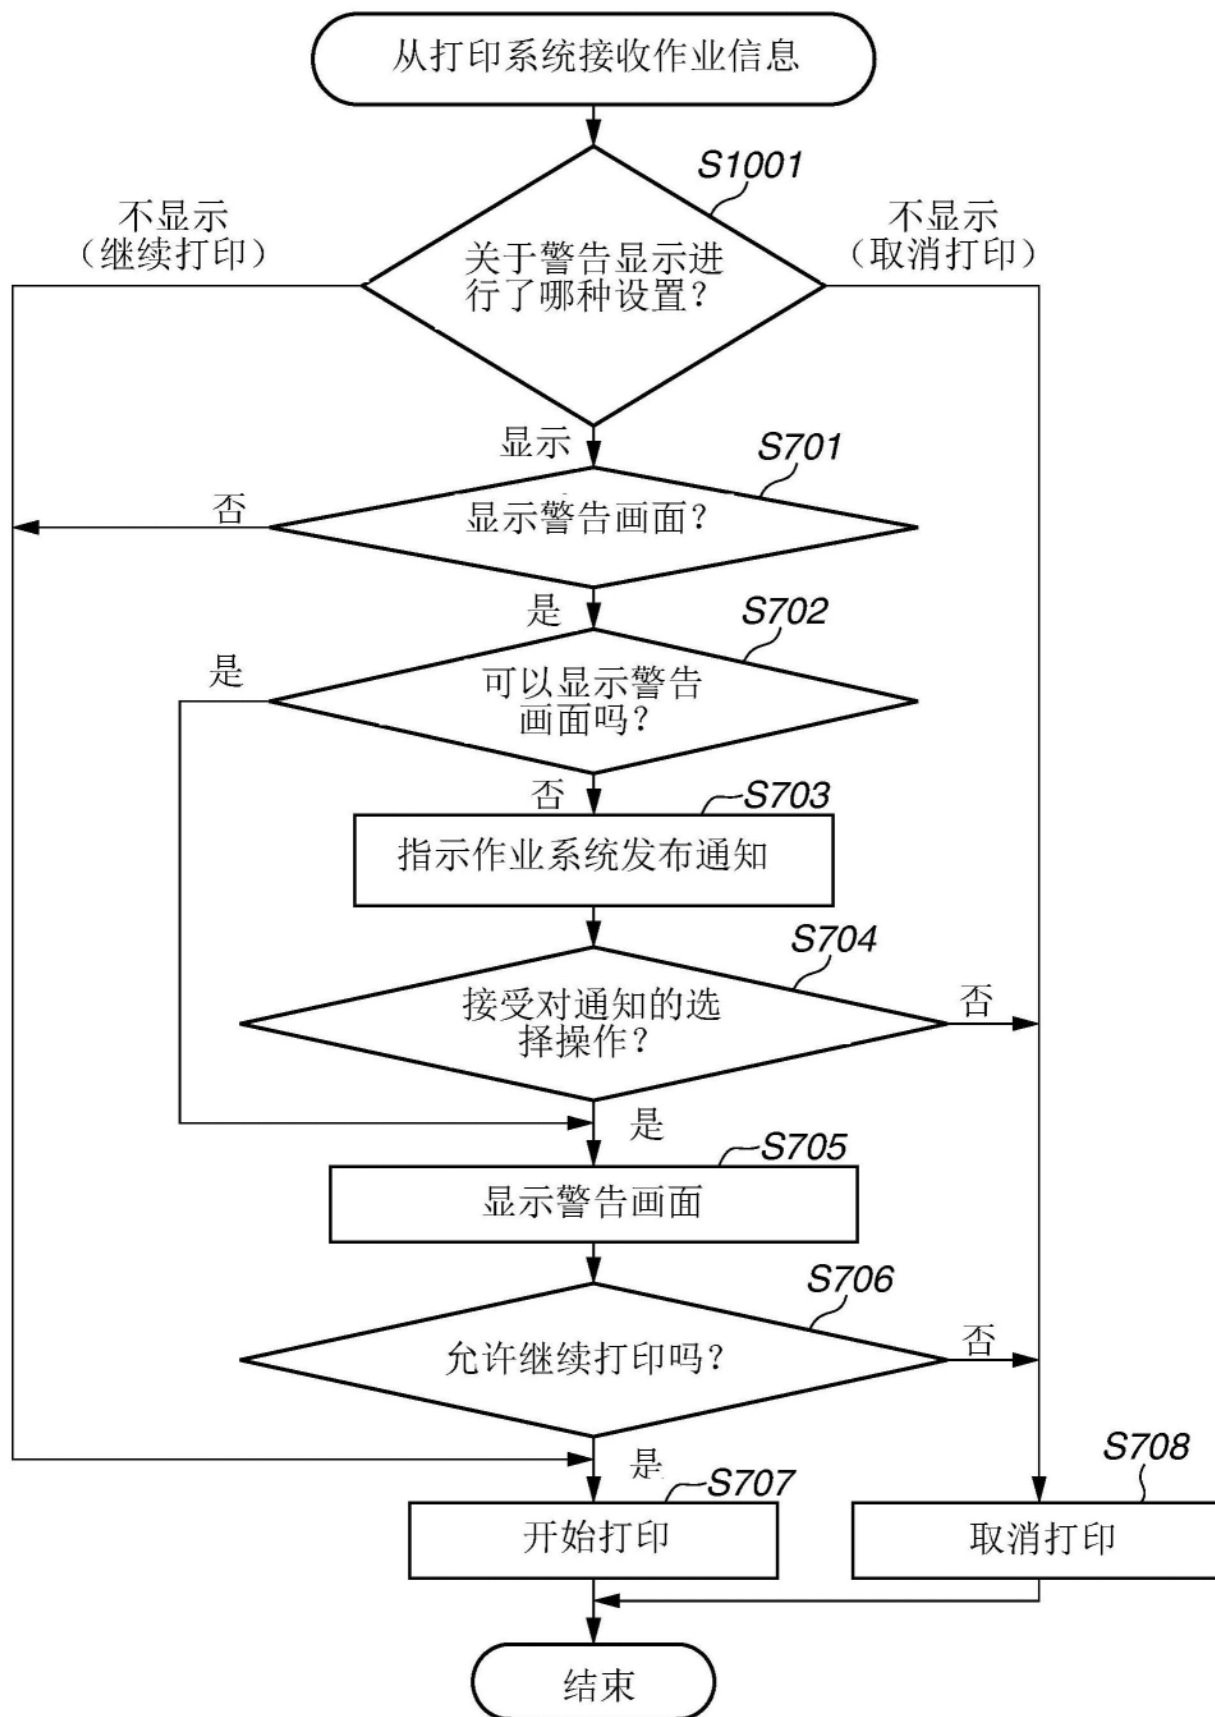 从打印系统接收作业信息
S1001
不显示
（继续打印）
不显示
（取消打印）
关于警告显示进
行了哪种设置？
显示
S701
否
显示警告画面？
是
S702
是
可以显示警告
画面吗？
否
S703
指示作业系统发布通知
S704
接受对通知的选
择操作？
否
是
S705
显示警告画面
S706
允许继续打印吗？
否
是
S707
S708
开始打印
取消打印
结束